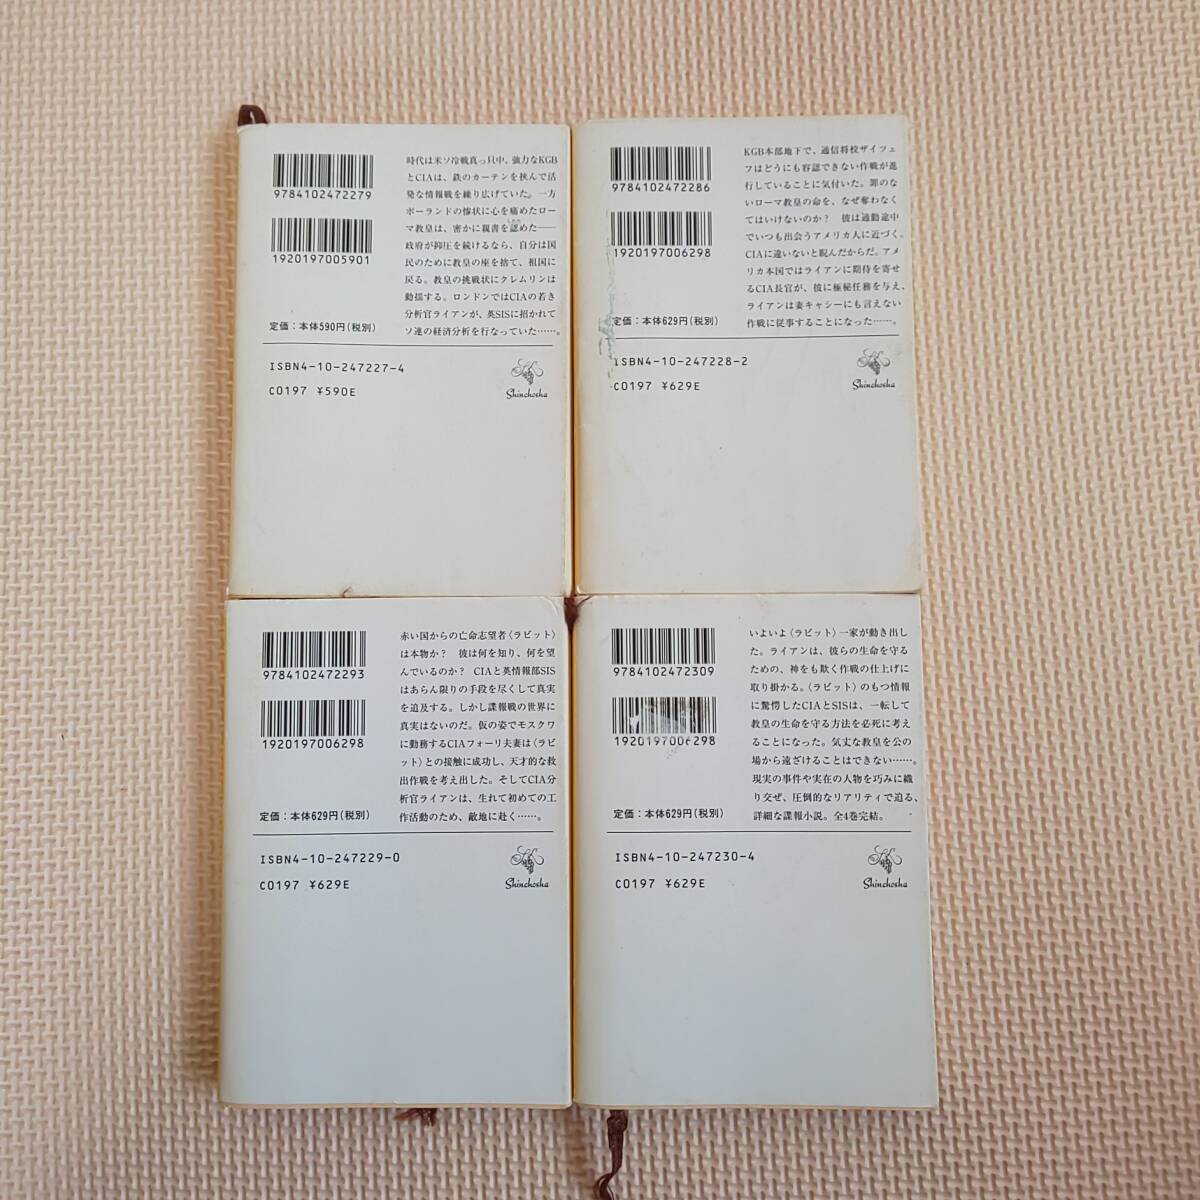 9784102472279
1920197005901
定価：本体590円(税別)
時代は米ソ冷戦真っ只中、強力なKGB
とCIAは、鉄のカーテンを挟んで活
発な情報戦を繰り広げていた。一方
ポーランドの惨状に心を痛めたロー
マ教皇は、密かに親書を認めた――
政府が抑圧を続けるなら、自分は国
民のために教皇の座を捨て、祖国に
戻る。教皇の挑戦状にクレムリンは
動揺する。ロンドンではCIAの若き
分析官ライアンが、英SISに招かれて
ソ連の経済分析を行なっていた……。
ISBN4-10-247227-4
C0197 ¥590E
Shinchosha
9784102472286
1920197006298
定価：本体629円(税別)
KGB本部地下で、通信将校ザイツェ
フはどうにも容認できない作戦が進
行していることに気付いた。罪のな
いローマ教皇の命を、なぜ奪わなく
てはいけないのか？ 彼は通勤途中
でいつも出会うアメリカ人に近づく。
CIAに違いないと睨んだからだ。アメ
リカ本国ではライアンに期待を寄せ
るCIA長官が、彼に極秘任務を与え、
ライアンは妻キャシーにも言えない
作戦に従事することになった……。
ISBN4-10-247228-2
C0197 ¥629E
Shinchosha
9784102472293
1920197006298
定価：本体629円(税別)
赤い国からの亡命志望者〈ラビット〉
は本物か？ 彼は何を知り、何を望
んでいるのか？ CIAと英情報部SIS
はあらん限りの手段を尽くして真実
を追及する。しかし諜報戦の世界に
真実はないのだ。仮の姿でモスクワ
に勤務するCIAフォーリ夫妻は〈ラビ
ット〉との接触に成功し、天才的な救
出作戦を考え出した。そしてCIA分
析官ライアンは、生れて初めての工
作活動のため、敵地に赴く……。
ISBN4-10-247229-0
C0197 ¥629E
Shinchosha
9784102472309
1920197006298
定価：本体629円(税別)
いよいよ〈ラビット〉一家が動き出し
た。ライアンは、彼らの生命を守る
ための、神をも欺く作戦の仕上げに
取り掛かる。〈ラビット〉のもつ情報
に驚愕したCIAとSISは、一転して
教皇の生命を守る方法を必死に考え
ることになった。気丈な教皇を公の
場から遠ざけることはできない……。
現実の事件や実在の人物を巧みに織
り交ぜ、圧倒的なリアリティで迫る、
詳細な諜報小説。全4巻完結。
ISBN4-10-247230-4
C0197 ¥629E
Shinchosha